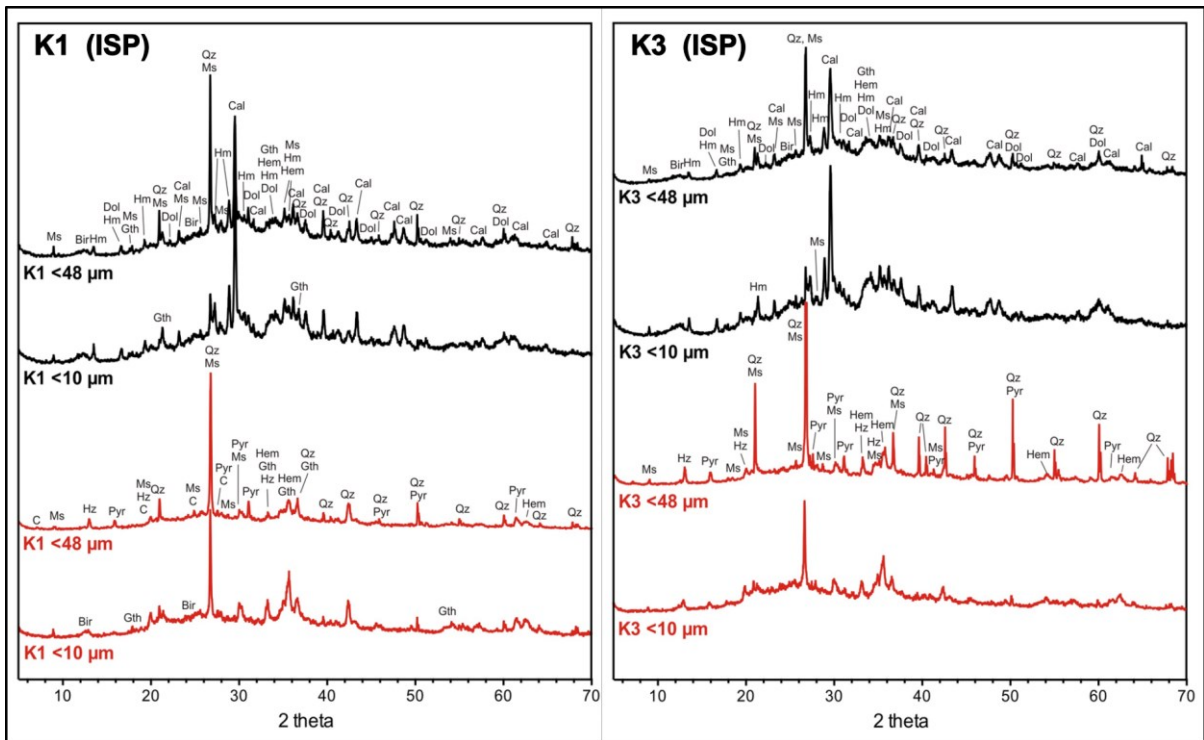 K1 (ISP)
Qz
Ms
Cal
Hm
Gth
Hem
Hm
Dol
Ms
Hm
Hem
Qz
Ms
Cal
Ms
Hm
Dol
Hm
Ms
Gth
Dol
Ms
Bir
Ms
Hm
Dol
Cal
Cal
Qz
Dol
Cal
Qz
Dol
Qz
Cal
Dol
Qz
Cal
Cal
Qz
Dol
Ms
Qz
Cal
Qz
Dol
Cal
Cal
Qz
Ms
Bir
Hm
K1 <48 µm
Gth
Gth
K1 <10 µm
Qz
Ms
Pyr
Ms
Pyr
C
Hem
Gth
Hz
Qz
Gth
Hem
Gth
Ms
Hz
C
Qz
Ms
C
Ms
Pyr
Qz
Qz
Qz
Pyr
Qz
Pyr
Qz
Qz
Pyr
Hem
Qz
Qz
C
Ms
Hz
Pyr
K1 <48 µm
Bir
Gth
Bir
Gth
K1 <10 µm
10
20
30
40
50
60
70
2 theta
K3 (ISP)
Qz, Ms
Cal
Hm
Hm
Hm
Dol
Cal
Gth
Hem
Hm
Dol
Ms
Hm
Cal
Qz
Dol
Cal
Qz
Dol
Qz
Cal
Cal
Qz
Dol
Dol
Qz
Cal
Qz
Dol
Cal
Cal
Qz
Cal
Ms
Ms
Bir
Qz
Ms
Dol
Hm
Dol
Hm
Ms
Gth
Ms
Bir
Hm
K3 <48 µm
Hm
Ms
K3 <10 µm
Qz
Ms
Qz
Ms
Ms
Hz
Ms
Pyr
Ms
Pyr
Ms
Pyr
Hem
Hz
Hz
Ms
Hem
Qz
Ms
Qz
Ms
Pyr
Qz
Qz
Pyr
Qz
Pyr
Qz
Hem
Qz
Pyr
Hem
Qz
Ms
Hz
Pyr
Ms
K3 <48 µm
K3 <10 µm
10
20
30
40
50
60
70
2 theta